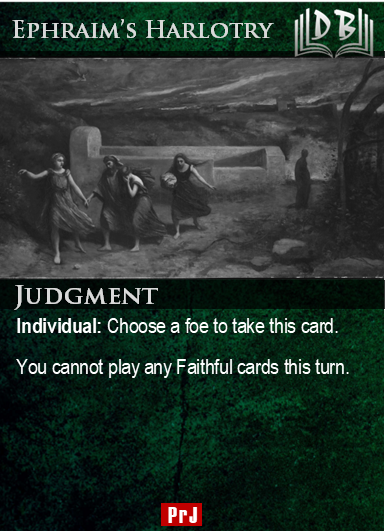 Ephraim's Harlotry
DB
Judgment
Individual: Choose a foe to take this card.
You cannot play any Faithful cards this turn.
PrJ